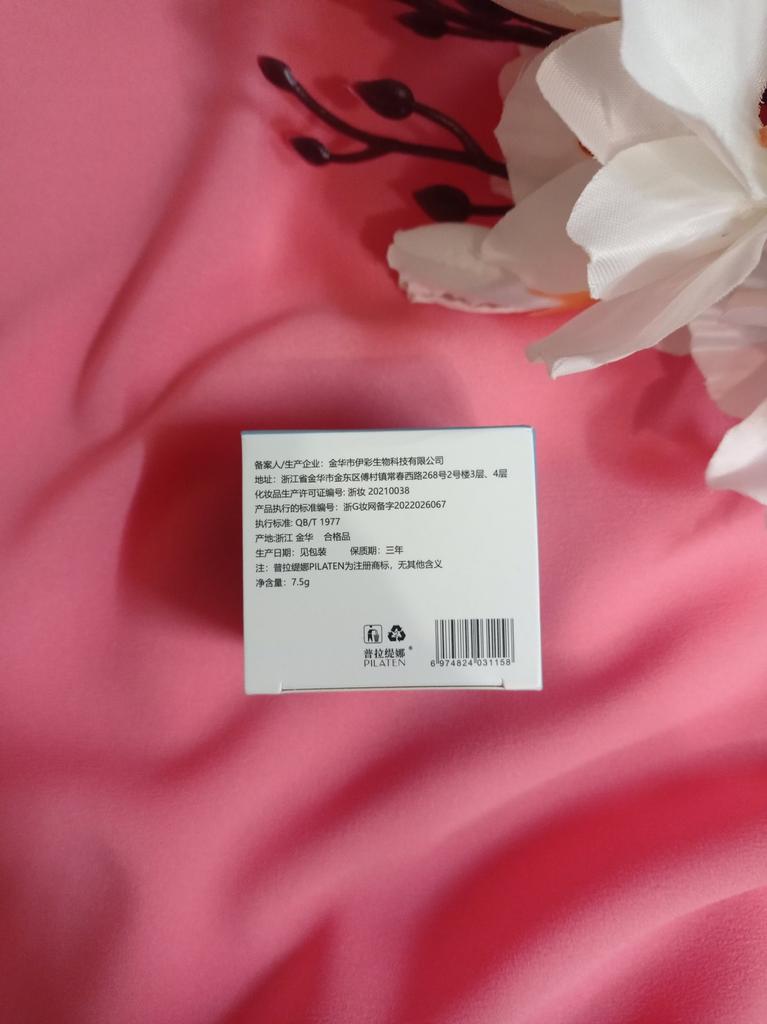 备案人/生产企业：金华市伊彩生物科技有限公司
地址：浙江省金华市金东区傅村镇常春西路268号2号楼3层、4层
化妆品生产许可证编号: 浙妆 20210038
产品执行的标准编号：浙G妆网备字2022026067
执行标准: QB/T 1977
产地:浙江 金华 合格品
生产日期：见包装 保质期：三年
注：普拉缇娜PILATEN为注册商标，无其他含义
净含量：7.5g
普拉缇娜®
PILATEN
6 974824 031158